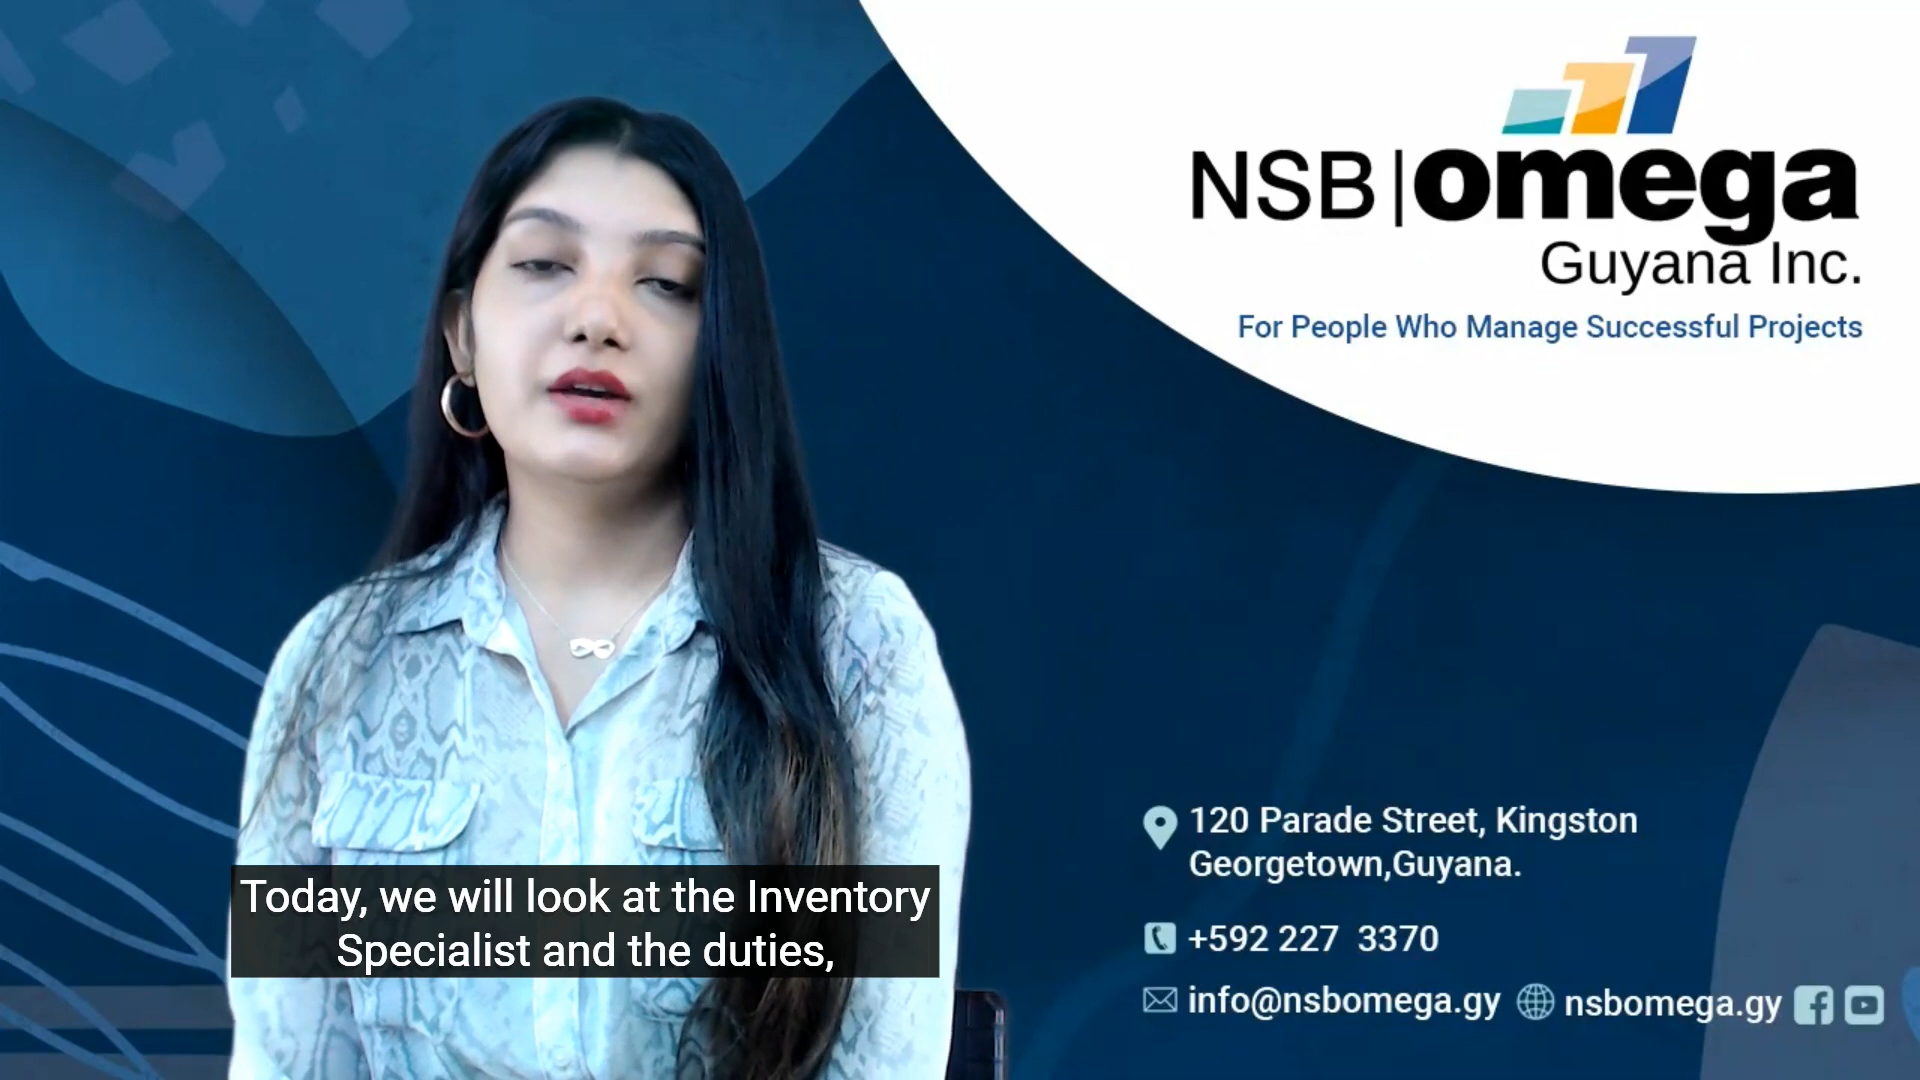 NSB|omega
Guyana Inc.
For People Who Manage Successful Projects
120 Parade Street, Kingston
Georgetown,Guyana.
+592 227 3370
info@nsbomega.gy nsbomega.gy
Today, we will look at the Inventory
Specialist and the duties,